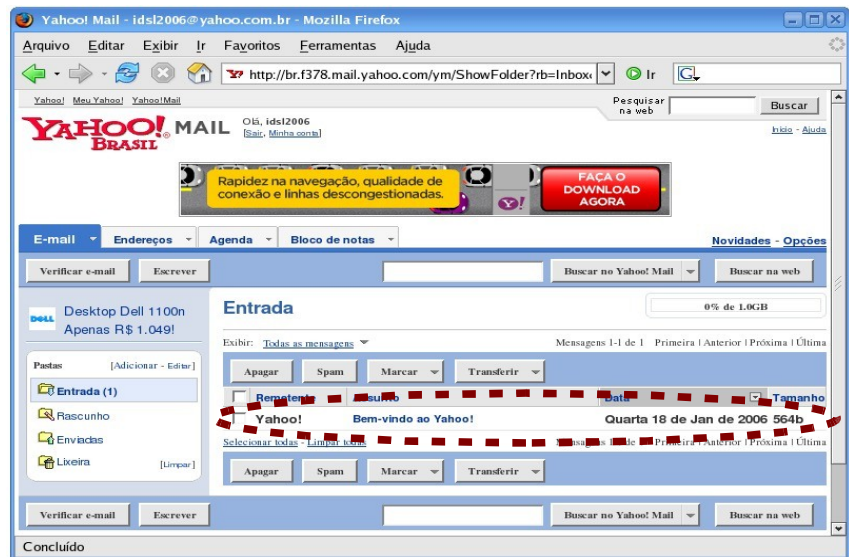 Yahoo! Mail - idsl2006@yahoo.com.br - Mozilla Firefox
Arquivo Editar Exibir Ir Favoritos Ferramentas Ajuda
http://br.f378.mail.yahoo.com/ym/ShowFolder?rb=Inbox Ir G
Yahoo! Meu Yahoo! Yahoo! Mail
Pesquisar na web Buscar
YAHOO! MAIL BRASIL
Olá, idsl2006
[Sair, Minha conta]
Início - Ajuda
Rapidez na navegação, qualidade de
conexão e linhas descongestionadas.
Y!
FAÇA O
DOWNLOAD
AGORA
E-mail Endereços Agenda Bloco de notas
Novidades - Opções
Verificar e-mail Escrever Buscar no Yahoo! Mail Buscar na web
DELL
Desktop Dell 1100n
Apenas R$ 1.049!
Pastas [Adicionar - Editar]
Entrada (1)
Rascunho
Enviadas
Lixeira [Limpar]
Entrada
0% de 1.0GB
Exibir: Todas as mensagens
Mensagens 1-1 de 1 Primeira | Anterior | Próxima | Última
Apagar Spam Marcar Transferir
Remetente Assunto Data Tamanho
Yahoo! Bem-vindo ao Yahoo! Quarta 18 de Jan de 2006 564b
Selecionar todas - Limpar todas
Mensagens 1-1 de 1 Primeira | Anterior | Próxima | Última
Apagar Spam Marcar Transferir
Verificar e-mail Escrever Buscar no Yahoo! Mail Buscar na web
Concluído